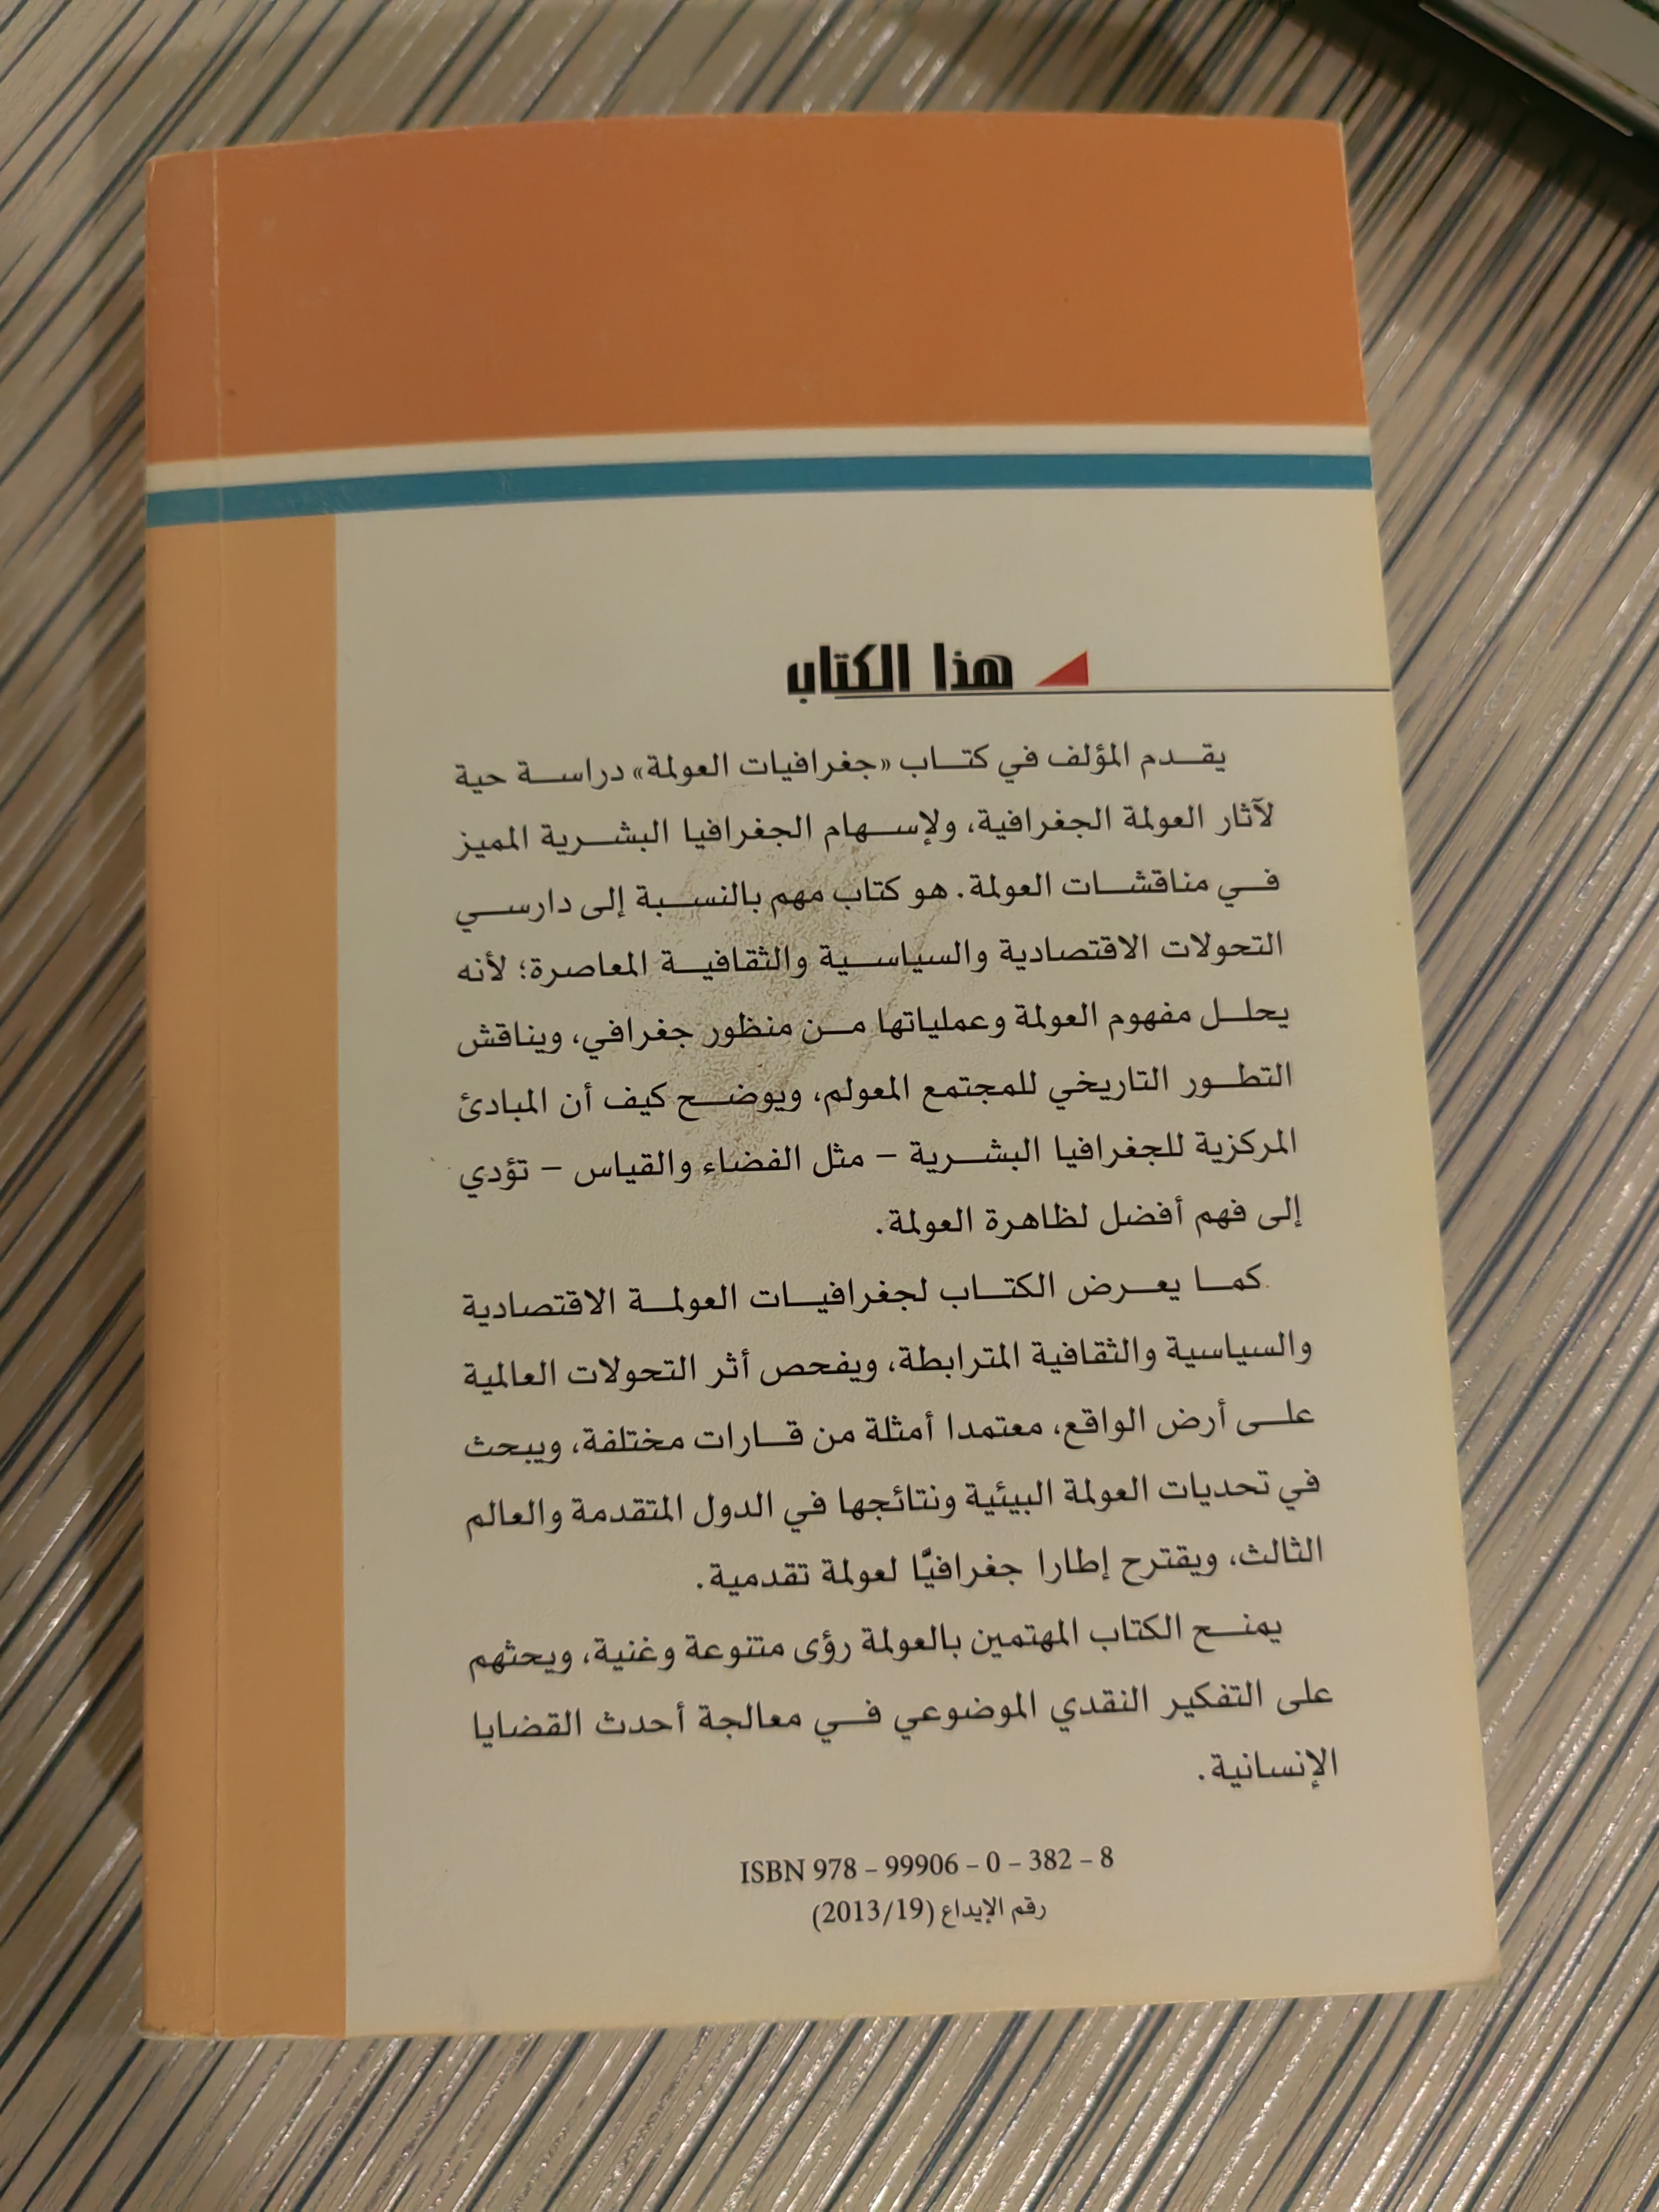 هذا الكتاب
يقدم المؤلف في كتاب «جغرافيات العولمة» دراسة حية
لآثار العولمة الجغرافية، ولإسهام الجغرافيا البشرية المميز
في مناقشات العولمة. هو كتاب مهم بالنسبة إلى دارسي
التحولات الاقتصادية والسياسية والثقافية المعاصرة؛ لأنه
يحلل مفهوم العولمة وعملياتها من منظور جغرافي، ويناقش
التطور التاريخي للمجتمع المعولم، ويوضح كيف أن المبادئ
المركزية للجغرافيا البشرية – مثل الفضاء والقياس – تؤدي
إلى فهم أفضل لظاهرة العولمة.
كما يعرض الكتاب لجغرافيات العولمة الاقتصادية
والسياسية والثقافية المترابطة، ويفحص أثر التحولات العالمية
على أرض الواقع، معتمدا أمثلة من قارات مختلفة، ويبحث
في تحديات العولمة البيئية ونتائجها في الدول المتقدمة والعالم
الثالث، ويقترح إطارا جغرافيًّا لعولمة تقدمية.
يمنح الكتاب المهتمين بالعولمة رؤى متنوعة وغنية، ويحثهم
على التفكير النقدي الموضوعي في معالجة أحدث القضايا
الإنسانية.
ISBN 978 – 99906 – 0 – 382 – 8
رقم الإيداع (2013/19)